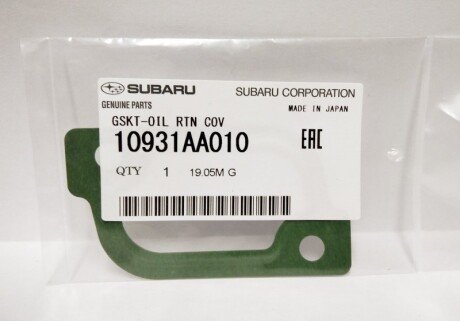 SUBARU SUBARU CORPORATION
GENUINE PARTS MADE IN JAPAN
GSKT-OIL RTN COV
10931AA010 EAC
QTY 1 19.05M G